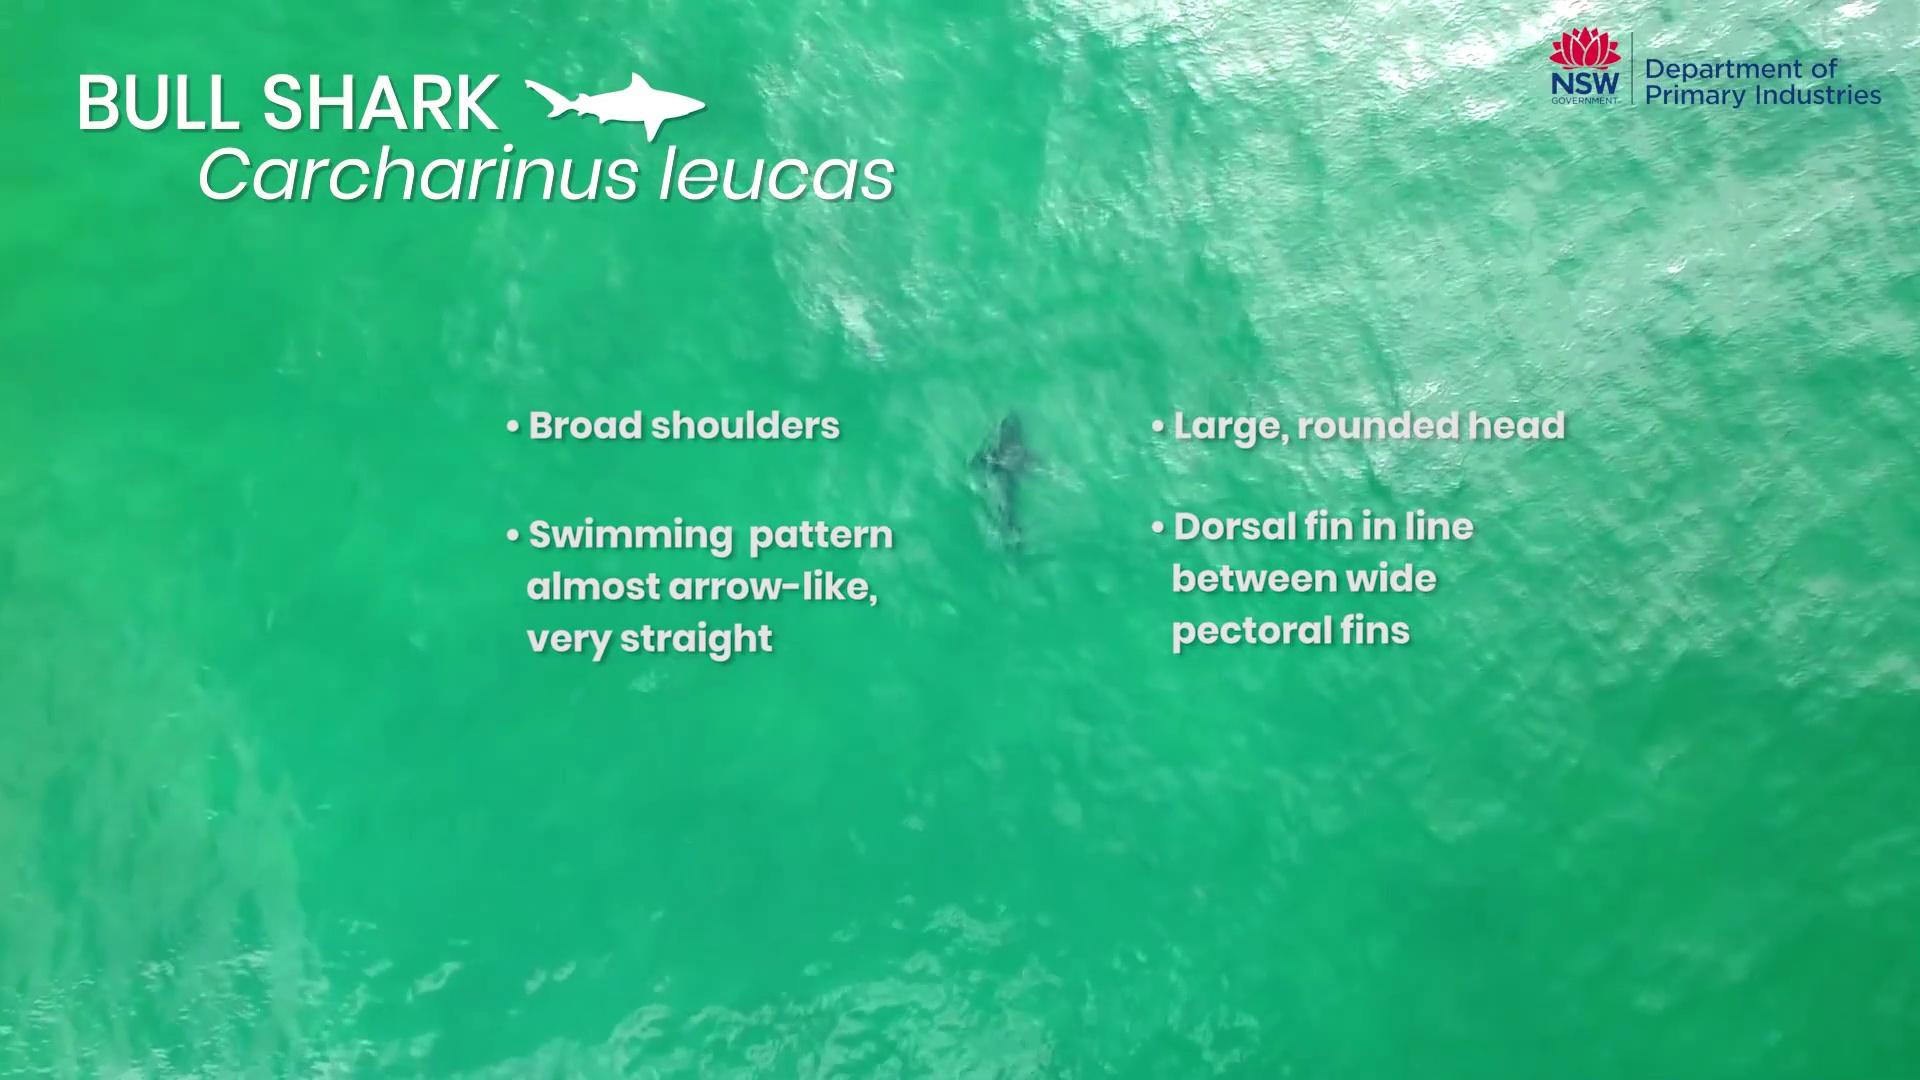 BULL SHARK
Carcharinus leucas
NSW
GOVERNMENT
Department of
Primary Industries
• Broad shoulders
• Swimming pattern
almost arrow-like,
very straight
• Large, rounded head
• Dorsal fin in line
between wide
pectoral fins